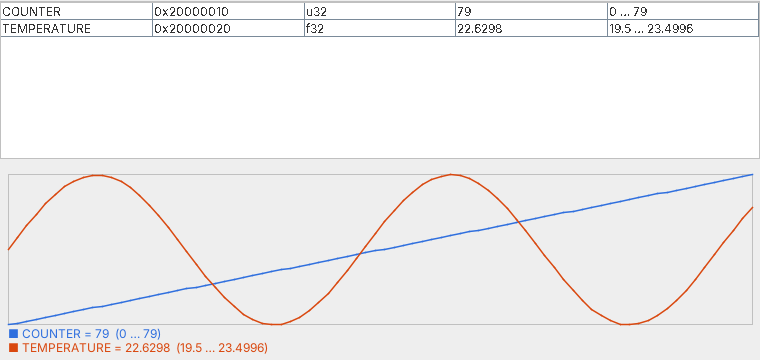 COUNTER 0x20000010 u32 79 0 ... 79
TEMPERATURE 0x20000020 f32 22.6298 19.5 ... 23.4996
COUNTER = 79 (0 ... 79)
TEMPERATURE = 22.6298 (19.5 ... 23.4996)